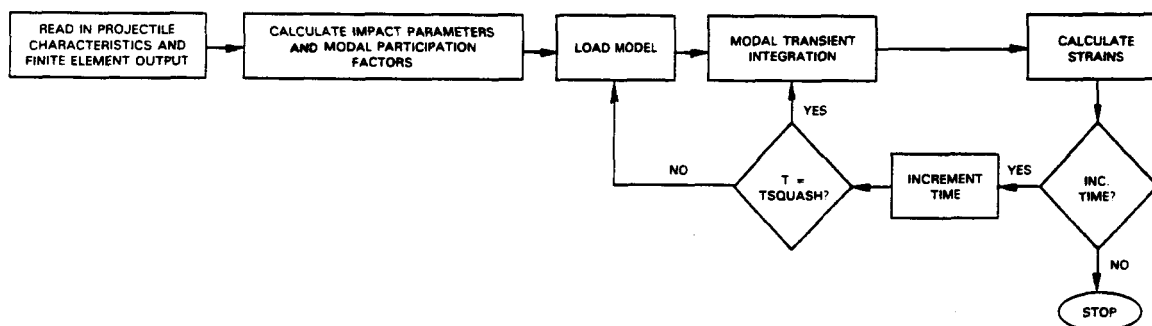 READ IN PROJECTILE
CHARACTERISTICS AND
FINITE ELEMENT OUTPUT
CALCULATE IMPACT PARAMETERS
AND MODAL PARTICIPATION
FACTORS
LOAD MODEL
MODAL TRANSIENT
INTEGRATION
CALCULATE
STRAINS
YES
NO
T =
TSQUASH?
INCREMENT
TIME
YES
INC.
TIME?
NO
STOP